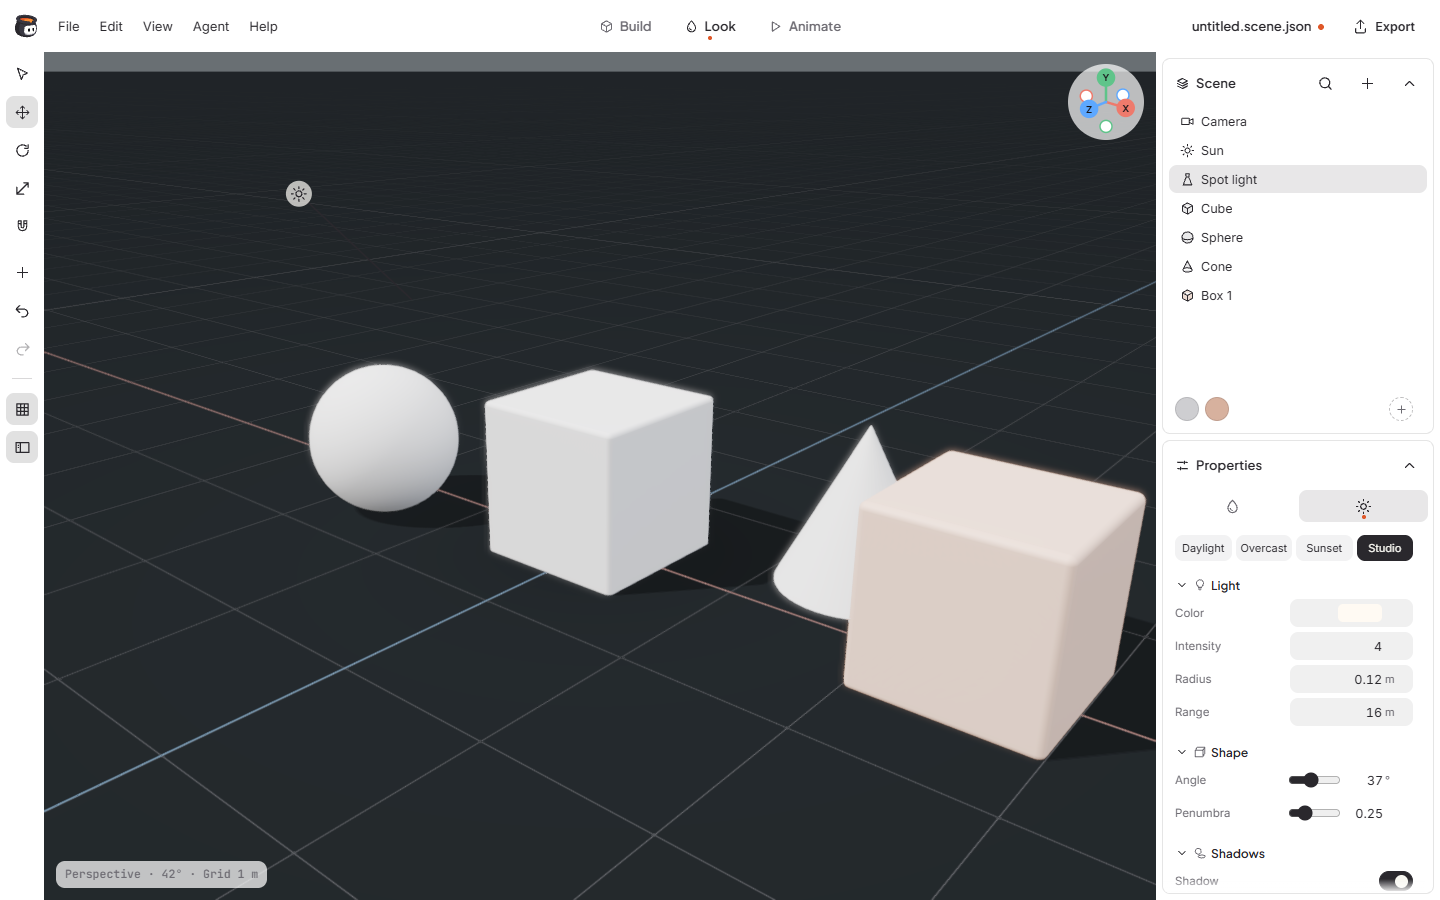 File Edit View Agent Help
Build Look Animate
untitled.scene.json Export
Y
Z X
Scene
Camera
Sun
Spot light
Cube
Sphere
Cone
Box 1
Properties
Daylight Overcast Sunset Studio
Light
Color
Intensity 4
Radius 0.12 m
Range 16 m
Shape
Angle 37 °
Penumbra 0.25
Shadows
Shadow
Perspective · 42° · Grid 1 m